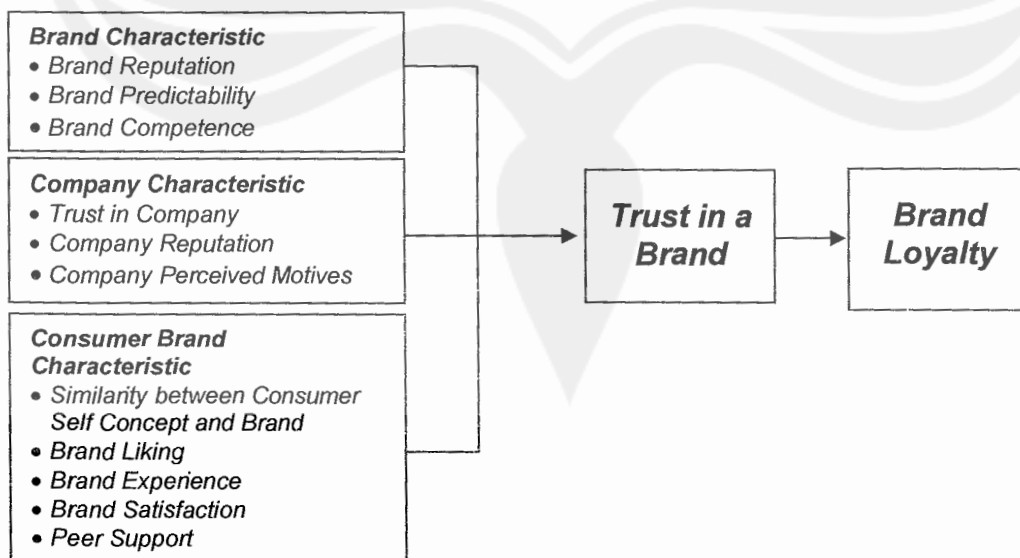 Brand Characteristic
• Brand Reputation
• Brand Predictability
• Brand Competence
Company Characteristic
• Trust in Company
• Company Reputation
• Company Perceived Motives
Consumer Brand
Characteristic
• Similarity between Consumer
Self Concept and Brand
• Brand Liking
• Brand Experience
• Brand Satisfaction
• Peer Support
Trust in a
Brand
Brand
Loyalty